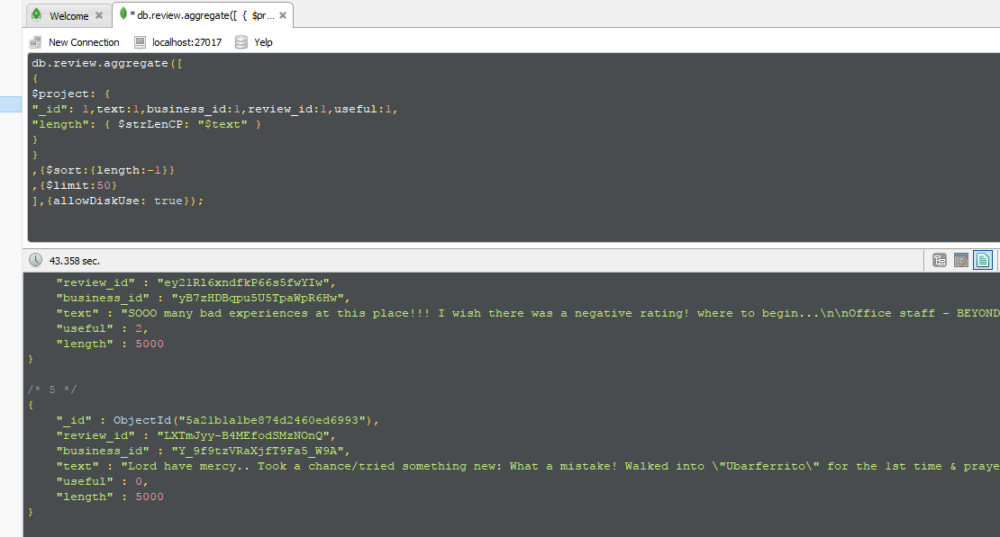 Welcome
* db.review.aggregate([ { $pr...
New Connection localhost:27017 Yelp
db.review.aggregate([
{
$project: {
"_id": 1,text:1,business_id:1,review_id:1,useful:1,
"length": { $strLenCP: "$text" }
}
}
,{$sort:{length:-1}}
,{$limit:50}
],{allowDiskUse: true});
43.358 sec.
"review_id" : "ey21Rl6xndfkP66s5fwYIw",
"business_id" : "yB7zHDBqpu5U5TpaWpR6Hw",
"text" : "SOOO many bad experiences at this place!!! I wish there was a negative rating! where to begin...\n\nOffice staff - BEYOND
"useful" : 2,
"length" : 5000
}
/* 5 */
{
"_id" : ObjectId("5a21b1a1be874d2460ed6993"),
"review_id" : "LXTmJyy-B4MEfodSMzNOnQ",
"business_id" : "Y_9f9tzVRaXjfT9Fa5_W9A",
"text" : "Lord have mercy.. Took a chance/tried something new: What a mistake! Walked into \"Ubarferrito\" for the 1st time & praye
"useful" : 0,
"length" : 5000
}